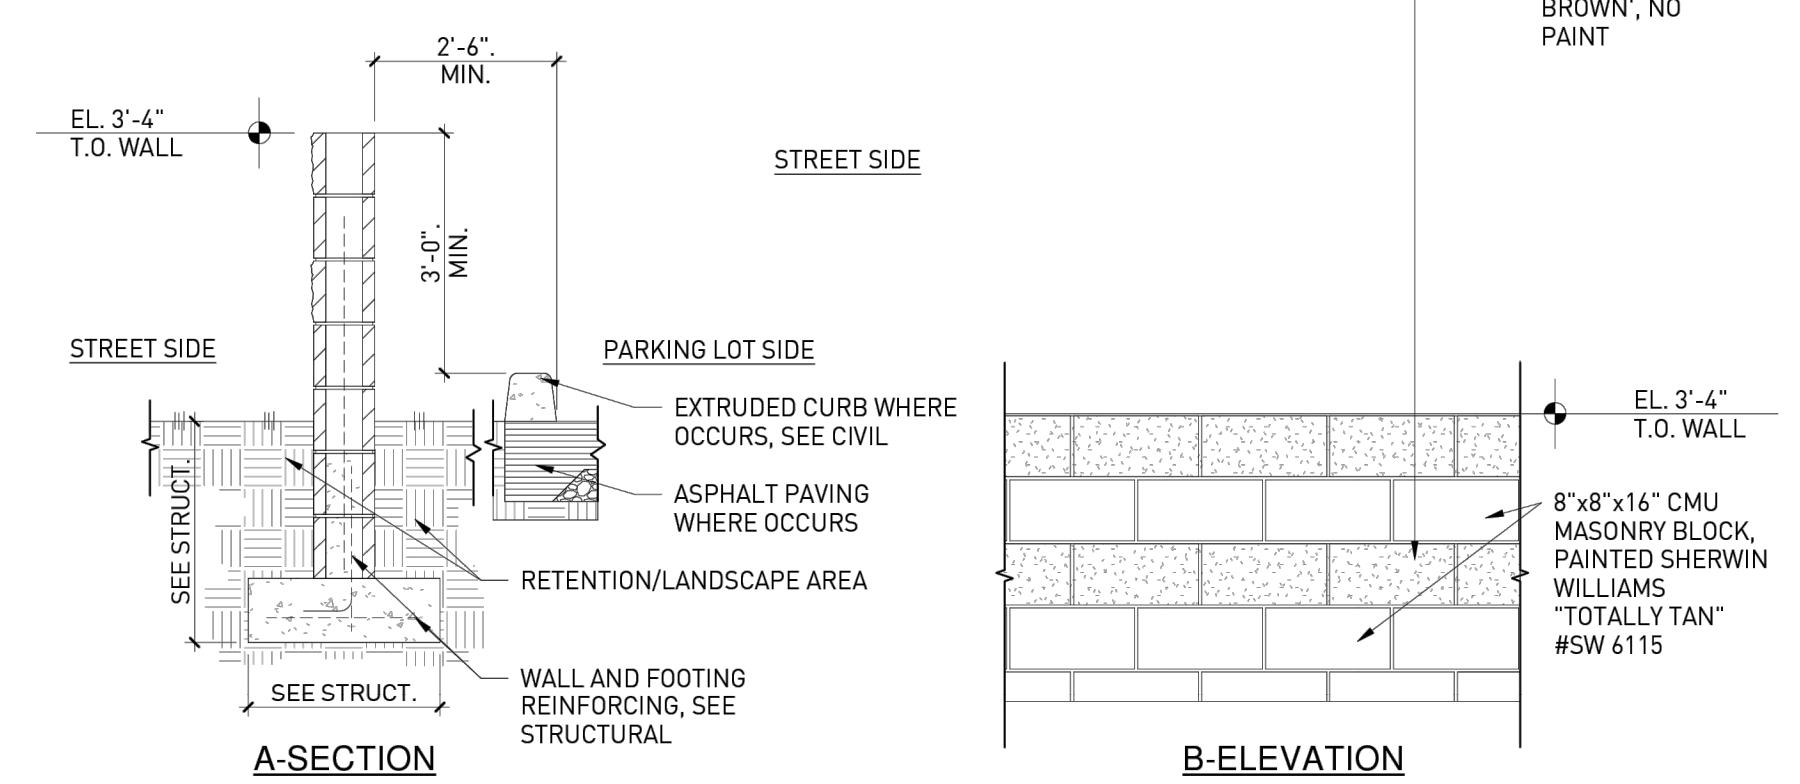 BROWN', NO
PAINT
2'-6".
MIN.
EL. 3'-4"
T.O. WALL
STREET SIDE
3'-0".
MIN.
STREET SIDE
PARKING LOT SIDE
EXTRUDED CURB WHERE
OCCURS, SEE CIVIL
ASPHALT PAVING
WHERE OCCURS
SEE STRUCT.
RETENTION/LANDSCAPE AREA
WALL AND FOOTING
REINFORCING, SEE
STRUCTURAL
SEE STRUCT.
A-SECTION
EL. 3'-4"
T.O. WALL
8"x8"x16" CMU
MASONRY BLOCK,
PAINTED SHERWIN
WILLIAMS
"TOTALLY TAN"
#SW 6115
B-ELEVATION